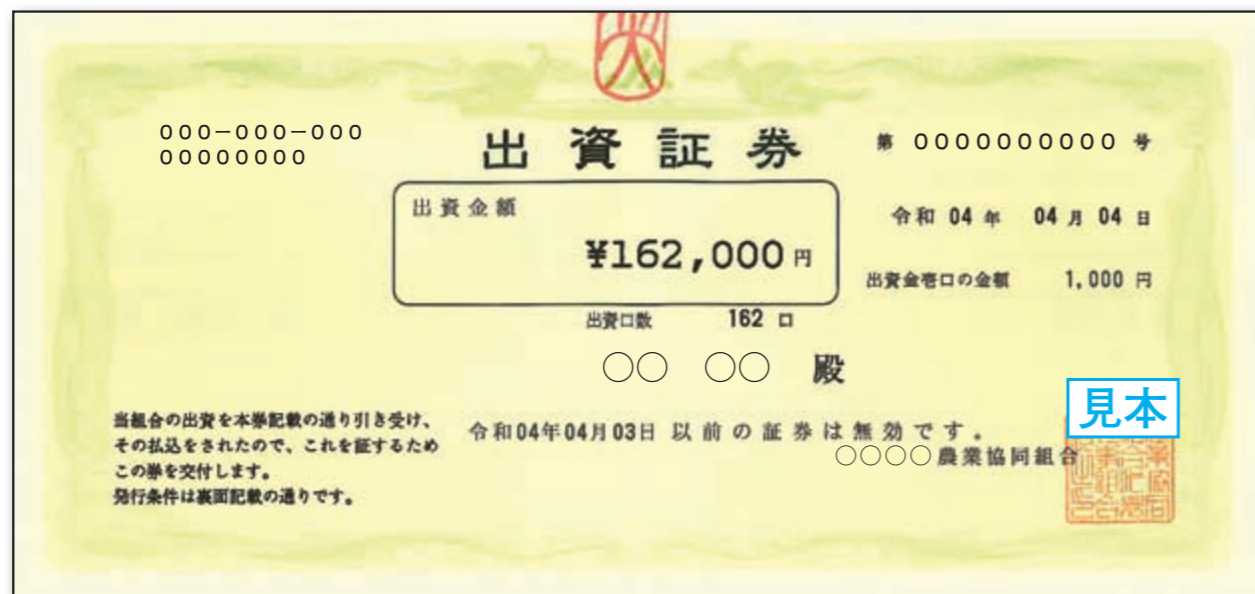 000-000-000
00000000
出資証券
第 0000000000 号
令和 04 年 04 月 04 日
出資金額
¥162,000 円
出資金壱口の金額 1,000 円
出資口数 162 口
○○ ○○ 殿
見本
当組合の出資を本券記載の通り引き受け、
その払込をされたので、これを証するため
この券を交付します。
発行条件は裏面記載の通りです。
令和04年04月03日 以前の証券は無効です。
○○○○農業協同組合